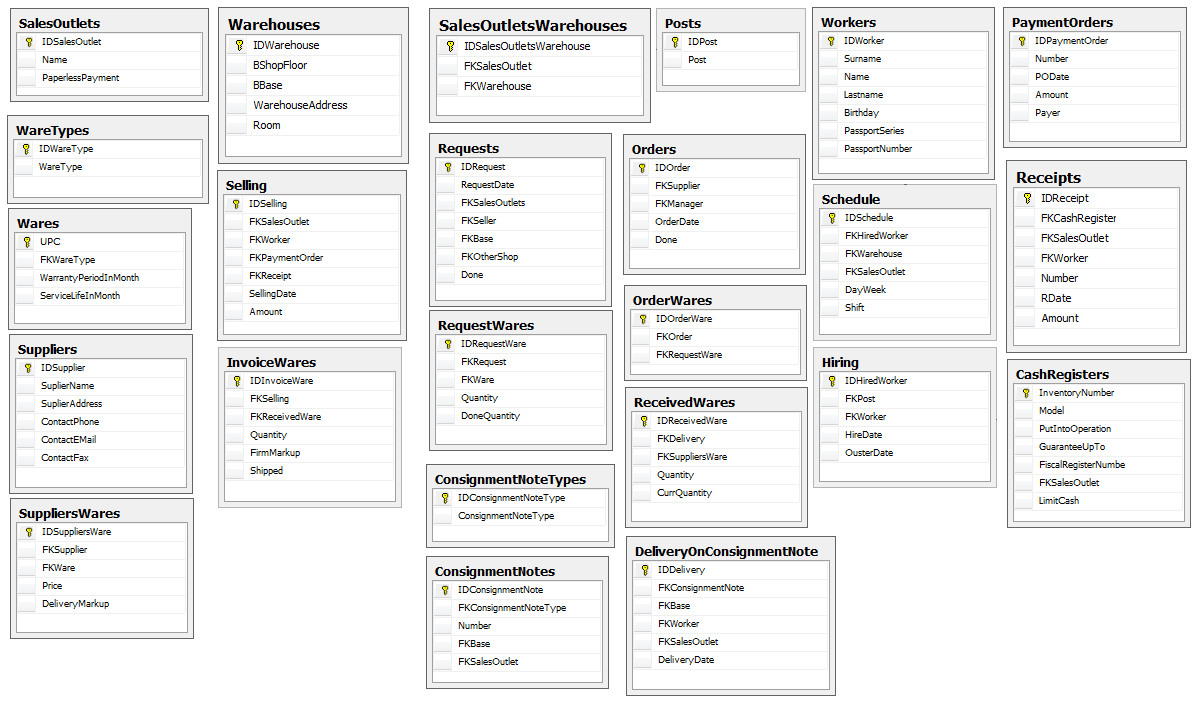 SalesOutlets
IDSalesOutlet
Name
PaperlessPayment
WareTypes
IDWareType
WareType
Wares
UPC
FKWareType
WarrantyPeriodInMonth
ServiceLifeInMonth
Suppliers
IDSupplier
SuplierName
SuplierAddress
ContactPhone
ContactEMail
ContactFax
SuppliersWares
IDSuppliersWare
FKSupplier
FKWare
Price
DeliveryMarkup
Warehouses
IDWarehouse
BShopFloor
BBase
WarehouseAddress
Room
Selling
IDSelling
FKSalesOutlet
FKWorker
FKPaymentOrder
FKReceipt
SellingDate
Amount
InvoiceWares
IDInvoiceWare
FKSelling
FKReceivedWare
Quantity
FirmMarkup
Shipped
SalesOutletsWarehouses
IDSalesOutletsWarehouse
FKSalesOutlet
FKWarehouse
Requests
IDRequest
RequestDate
FKSalesOutlets
FKSeller
FKBase
FKOtherShop
Done
RequestWares
IDRequestWare
FKRequest
FKWare
Quantity
DoneQuantity
ConsignmentNoteTypes
IDConsignmentNoteType
ConsignmentNoteType
ConsignmentNotes
IDConsignmentNote
FKConsignmentNoteType
Number
FKBase
FKSalesOutlet
Posts
IDPost
Post
Orders
IDOrder
FKSupplier
FKManager
OrderDate
Done
OrderWares
IDOrderWare
FKOrder
FKRequestWare
ReceivedWares
IDReceivedWare
FKDelivery
FKSuppliersWare
Quantity
CurrQuantity
DeliveryOnConsignmentNote
IDDelivery
FKConsignmentNote
FKBase
FKWorker
FKSalesOutlet
DeliveryDate
Workers
IDWorker
Surname
Name
Lastname
Birthday
PassportSeries
PassportNumber
Schedule
IDSchedule
FKHiredWorker
FKWarehouse
FKSalesOutlet
DayWeek
Shift
Hiring
IDHiredWorker
FKPost
FKWorker
HireDate
OusterDate
PaymentOrders
IDPaymentOrder
Number
PODate
Amount
Payer
Receipts
IDReceipt
FKCashRegister
FKSalesOutlet
FKWorker
Number
RDate
Amount
CashRegisters
InventoryNumber
Model
PutIntoOperation
GuaranteeUpTo
FiscalRegisterNumbe
FKSalesOutlet
LimitCash